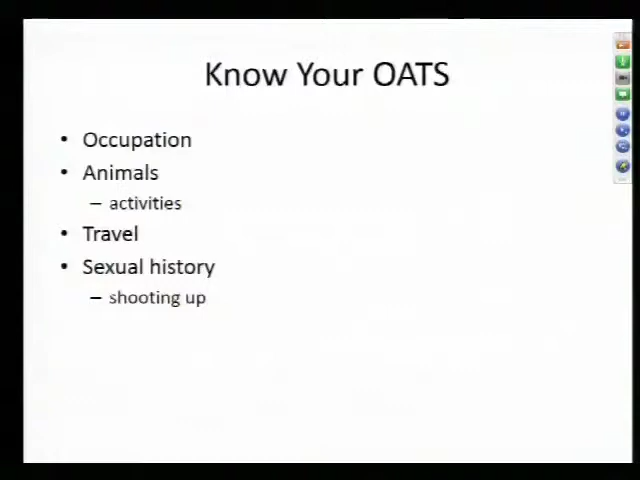 Know Your OATS
• Occupation
• Animals
– activities
• Travel
• Sexual history
– shooting up